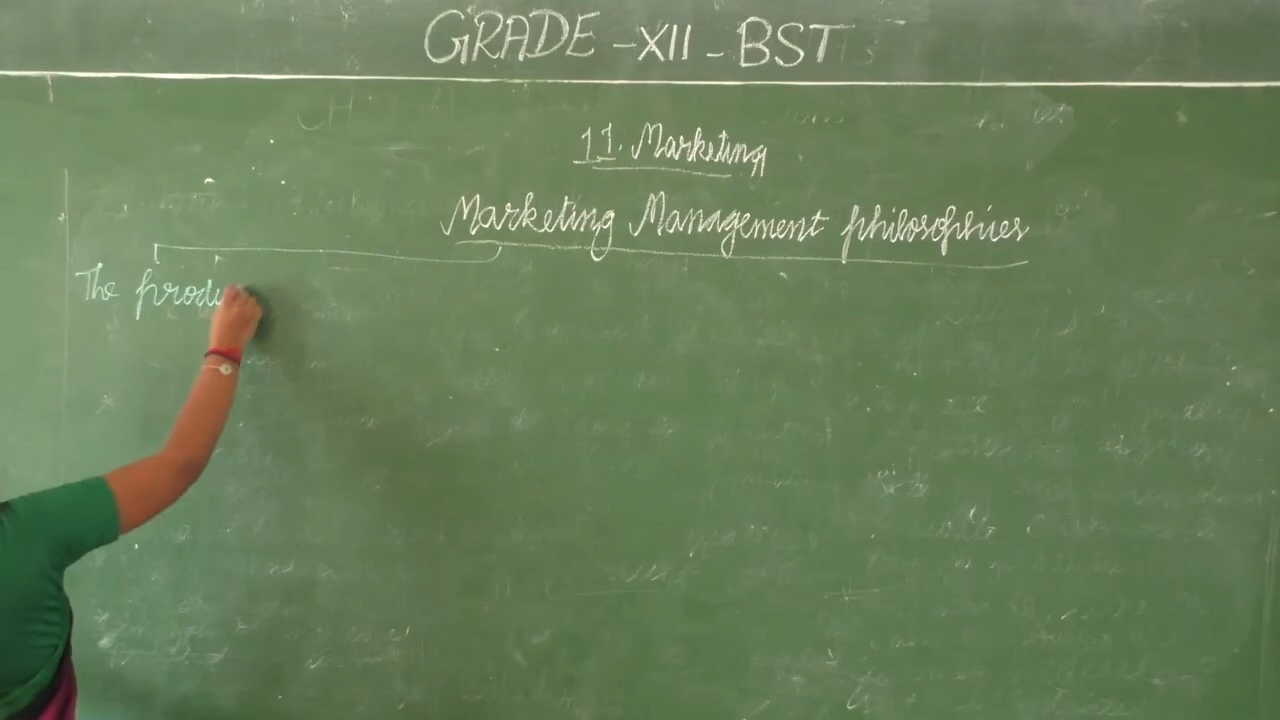 GRADE - XII - BST
11. Marketing
Marketing Management philosophies
The produ